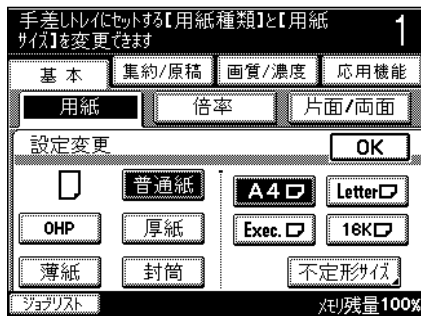 手差しトレイにセットする【用紙種類】と【用紙
サイズ】を変更できます
1
基本 集約/原稿 画質/濃度 応用機能
用紙 倍率 片面/両面
設定変更 OK
普通紙 A4 Letter
OHP 厚紙 Exec. 16K
薄紙 封筒 不定形サイズ
ジョブリスト メモリ残量100%